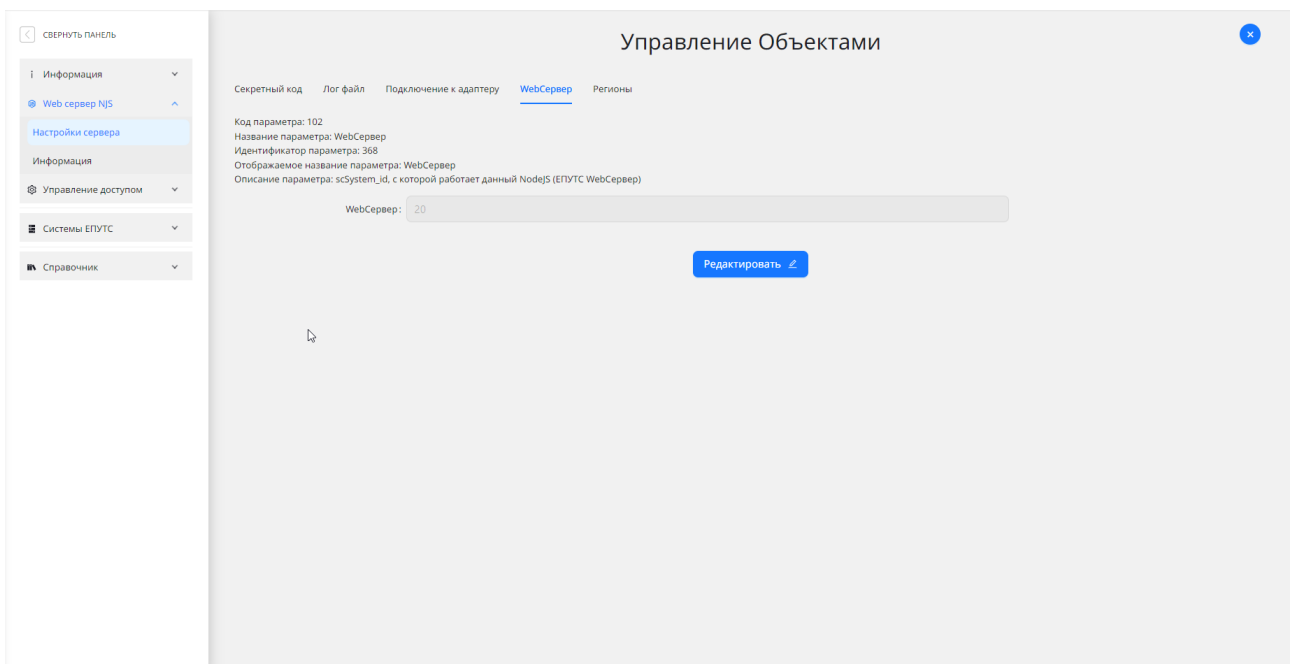 СВЕРНУТЬ ПАНЕЛЬ
Информация
Web сервер NJS
Настройки сервера
Информация
Управление доступом
Системы ЕПУТС
Справочник
Управление Объектами
Секретный код Лог файл Подключение к адаптеру WebСервер Регионы
Код параметра: 102
Название параметра: WebСервер
Идентификатор параметра: 368
Отображаемое название параметра: WebСервер
Описание параметра: scSystem_id, с которой работает данный NodeJS (ЕПУТС WebСервер)
WebСервер: 20
Редактировать